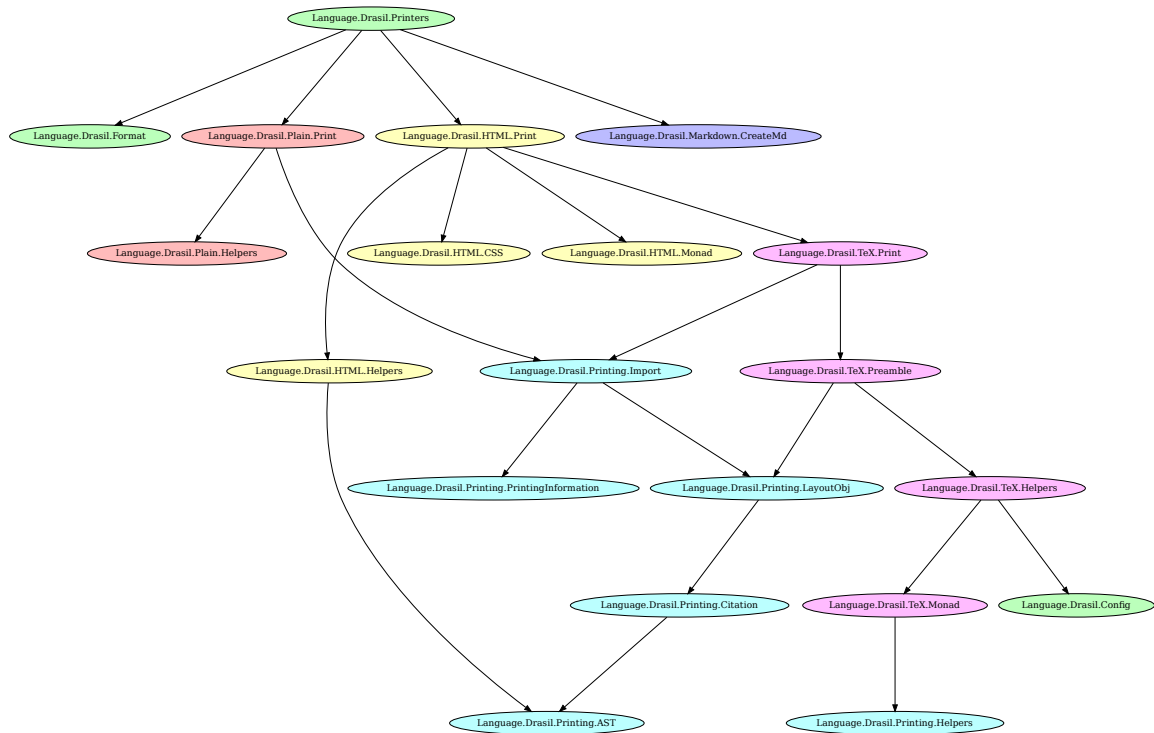 Language.Drasil.Printers
Language.Drasil.Format
Language.Drasil.Plain.Print
Language.Drasil.HTML.Print
Language.Drasil.Markdown.CreateMd
Language.Drasil.Plain.Helpers
Language.Drasil.HTML.CSS
Language.Drasil.HTML.Monad
Language.Drasil.TeX.Print
Language.Drasil.HTML.Helpers
Language.Drasil.Printing.Import
Language.Drasil.TeX.Preamble
Language.Drasil.Printing.PrintingInformation
Language.Drasil.Printing.LayoutObj
Language.Drasil.TeX.Helpers
Language.Drasil.Printing.Citation
Language.Drasil.TeX.Monad
Language.Drasil.Config
Language.Drasil.Printing.AST
Language.Drasil.Printing.Helpers